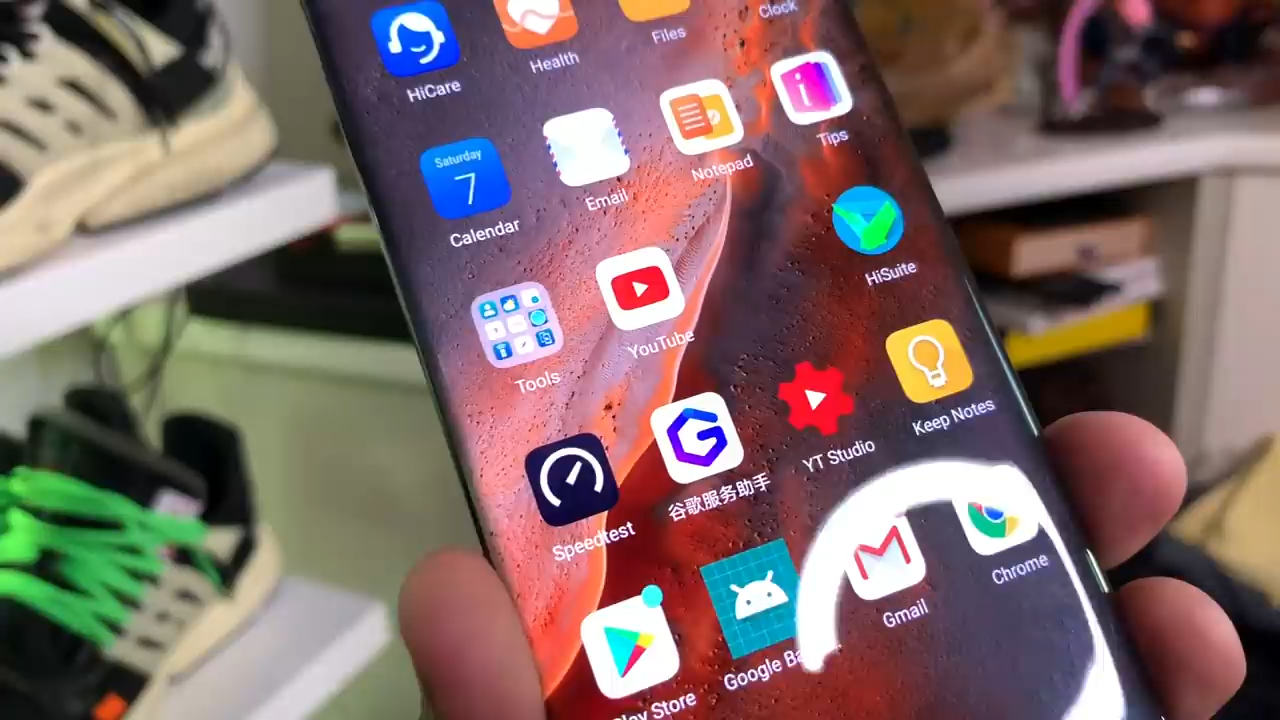 HiCare
Health
Files
Clock
Saturday
7
Calendar
Email
Notepad
i
Tips
Tools
YouTube
HiSuite
Speedtest
G
谷歌服务助手
YT Studio
Keep Notes
Play Store
Google
Gmail
Chrome